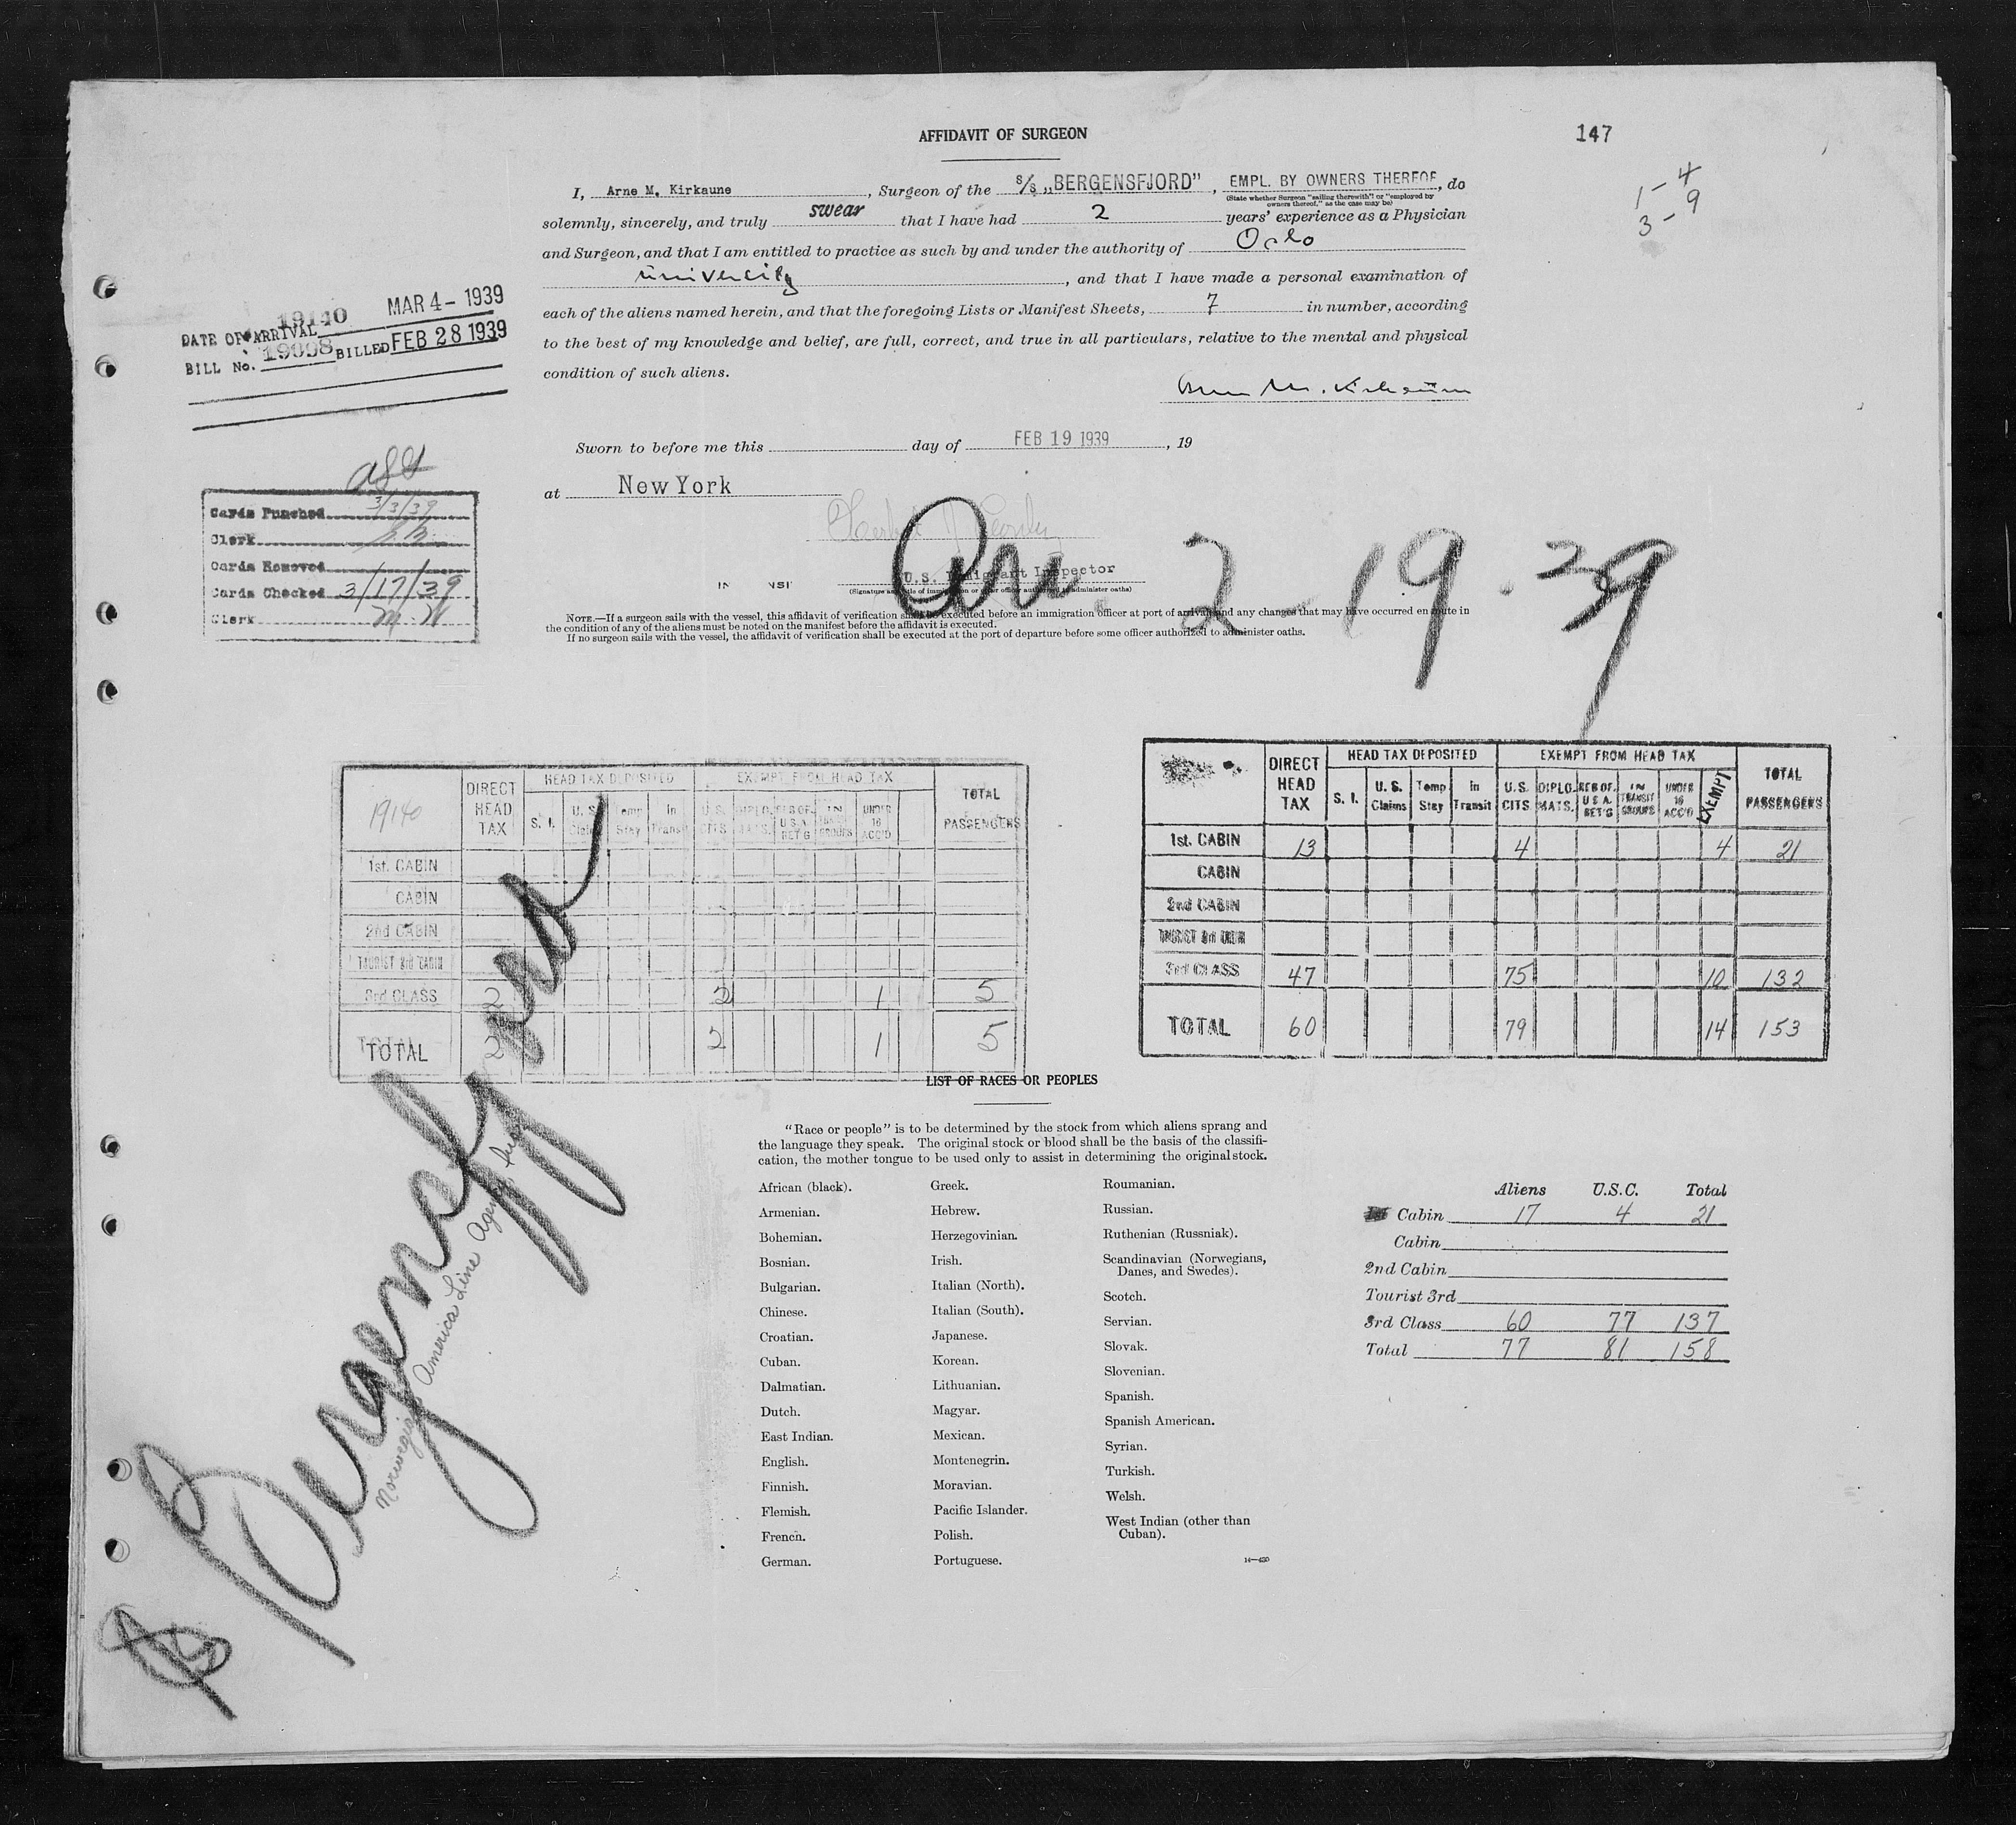 AFFIDAVIT OF SURGEON
147
1 - 4
3 - 9
I, Arne M. Kirkaune, Surgeon of the S/S „BERGENSFJORD”, EMPL. BY OWNERS THEREOF, do
(State whether Surgeon "sailing therewith" or "employed by
owners thereof," as the case may be)
solemnly, sincerely, and truly swear that I have had 2 years' experience as a Physician
and Surgeon, and that I am entitled to practice as such by and under the authority of Oslo
University, and that I have made a personal examination of
each of the aliens named herein, and that the foregoing Lists or Manifest Sheets, 7 in number, according
to the best of my knowledge and belief, are full, correct, and true in all particulars, relative to the mental and physical
condition of such aliens.
Arne M. Kirkaune
Sworn to before me this day of FEB 19 1939, 19
at New York
U.S. Immigrant Inspector
NOTE.—If a surgeon sails with the vessel, this affidavit of verification shall be executed before an immigration officer at port of arrival, and any changes that may have occurred en route in
the condition of any of the aliens must be noted on the manifest before the affidavit is executed.
If no surgeon sails with the vessel, the affidavit of verification shall be executed at the port of departure before some officer authorized to administer oaths.
Arr 2-19-39
19140 MAR 4 - 1939
DATE OF ARRIVAL
BILL No. 19098 BILLED FEB 28 1939
Cards Punched 3/3/39
Clerk
Cards Removed
Cards Checked 3/17/39
Clerk M.W
19140 DIRECT HEAD TAX HEAD TAX DEPOSITED EXEMPT FROM HEAD TAX TOTAL PASSENGERS
S. I. U. S. Claims Temp Stay In Transit U. S. CITS DIPLO. MATS. RES OF. U S A. RET'G IN TRANSIT GROUPS UNDER 16 ACC'D
1st. CABIN
CABIN
2nd CABIN
TOURIST 3rd CABIN
3rd CLASS 2 2 1 5
TOTAL 2 2 1 5
DIRECT HEAD TAX HEAD TAX DEPOSITED EXEMPT FROM HEAD TAX TOTAL PASSENGERS
S. I. U. S. Claims Temp Stay In Transit U. S. CITS DIPLO. MATS. RES OF. U S A. RET'G IN TRANSIT GROUPS UNDER 16 ACC'D EXEMPT
1st. CABIN 13 4 4 21
CABIN
2nd CABIN
TOURIST 3rd CABIN
3rd CLASS 47 75 10 132
TOTAL 60 79 14 153
SS Bergensfjord
Norwegian America Line Agency Inc
LIST OF RACES OR PEOPLES
"Race or people" is to be determined by the stock from which aliens sprang and
the language they speak. The original stock or blood shall be the basis of the classifi-
cation, the mother tongue to be used only to assist in determining the original stock.
African (black).
Armenian.
Bohemian.
Bosnian.
Bulgarian.
Chinese.
Croatian.
Cuban.
Dalmatian.
Dutch.
East Indian.
English.
Finnish.
Flemish.
French.
German.
Greek.
Hebrew.
Herzegovinian.
Irish.
Italian (North).
Italian (South).
Japanese.
Korean.
Lithuanian.
Magyar.
Mexican.
Montenegrin.
Moravian.
Pacific Islander.
Polish.
Portuguese.
Roumanian.
Russian.
Ruthenian (Russniak).
Scandinavian (Norwegians,
Danes, and Swedes).
Scotch.
Servian.
Slovak.
Slovenian.
Spanish.
Spanish American.
Syrian.
Turkish.
Welsh.
West Indian (other than
Cuban).
Aliens U.S.C. Total
1st Cabin 17 4 21
Cabin
2nd Cabin
Tourist 3rd
3rd Class 60 77 137
Total 77 81 158